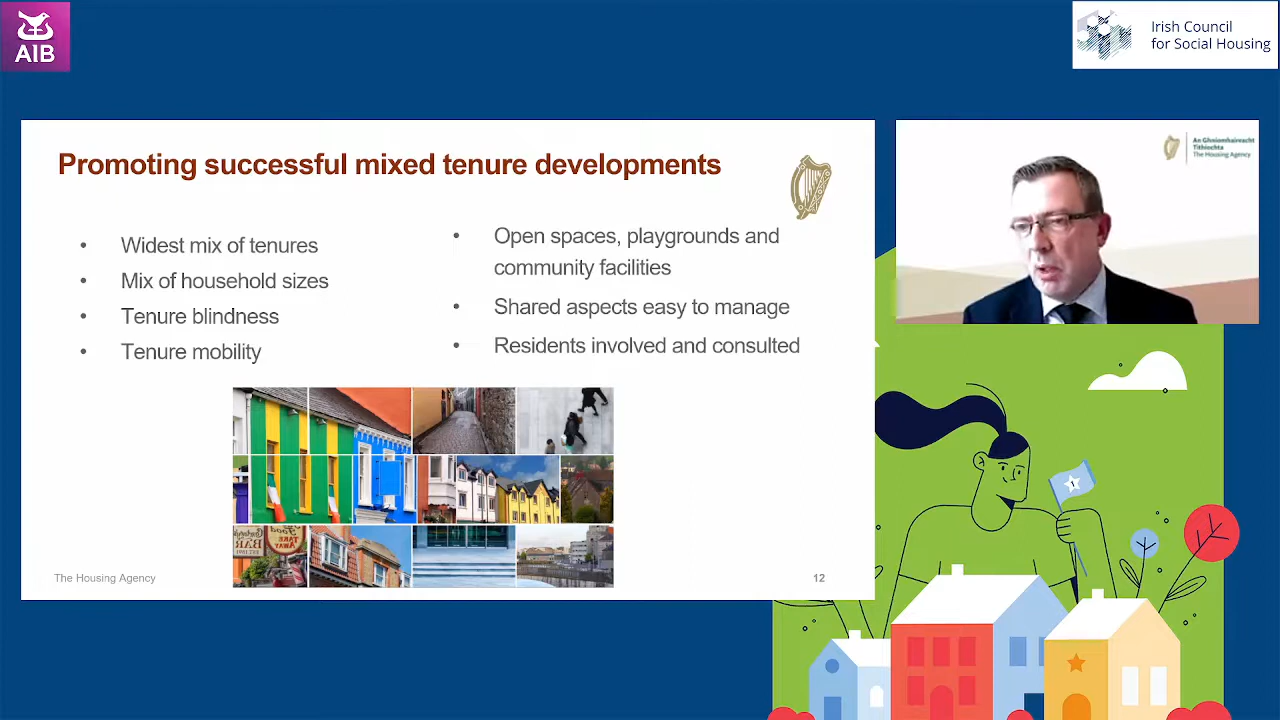 AIB
Irish Council
for Social Housing
Promoting successful mixed tenure developments
• Widest mix of tenures
• Mix of household sizes
• Tenure blindness
• Tenure mobility
• Open spaces, playgrounds and
community facilities
• Shared aspects easy to manage
• Residents involved and consulted
The Housing Agency
12
An Ghníomhaireacht
Tithíochta
The Housing Agency
1